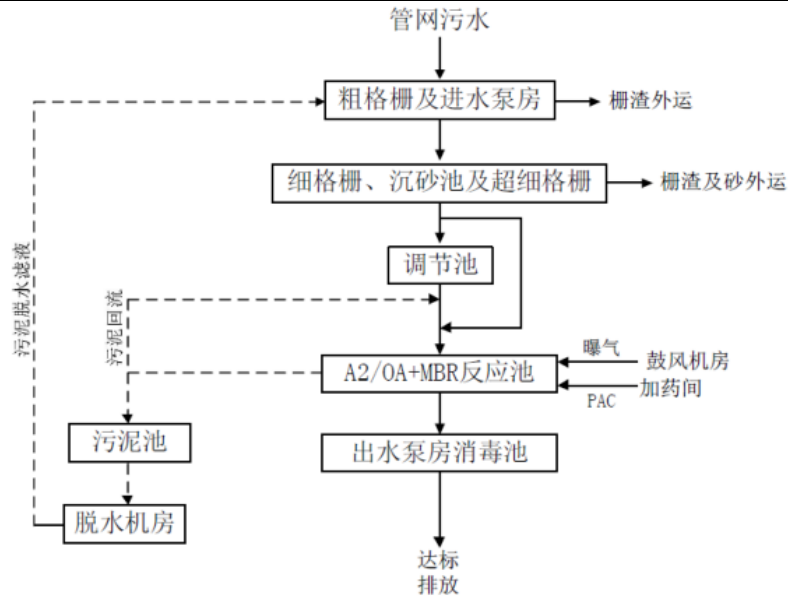 管网污水
粗格栅及进水泵房
栅渣外运
细格栅、沉砂池及超细格栅
栅渣及砂外运
调节池
污泥脱水滤液
污泥回流
曝气
鼓风机房
A2/OA+MBR反应池
加药间
PAC
污泥池
出水泵房消毒池
脱水机房
达标
排放